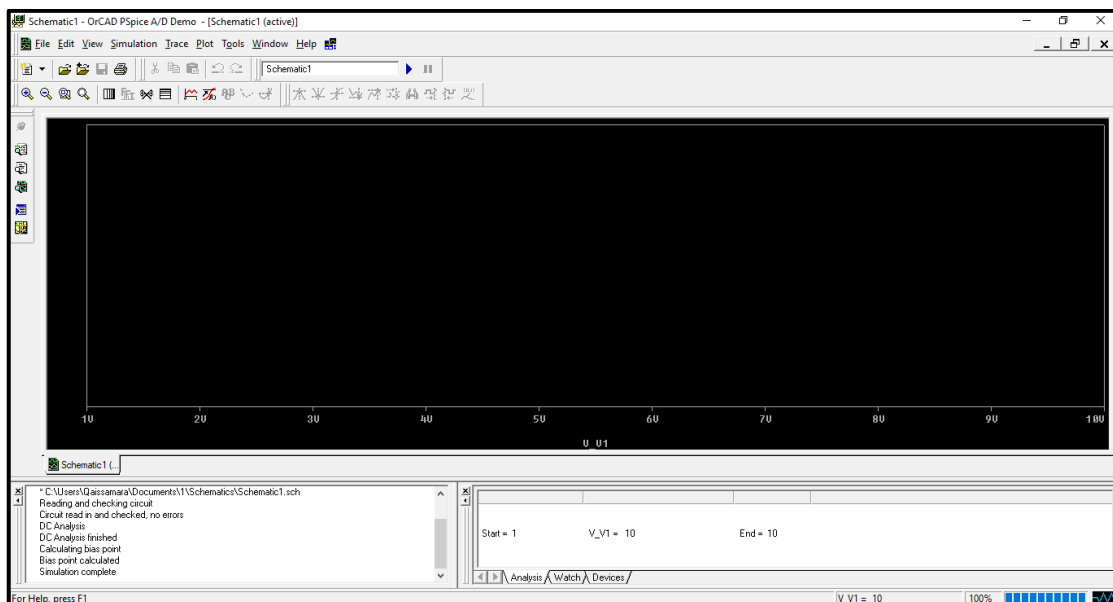 Schematic1 - OrCAD PSpice A/D Demo - [Schematic1 (active)]
File Edit View Simulation Trace Plot Tools Window Help
Schematic1
1V 2V 3V 4V 5V 6V 7V 8V 9V 10V
V_V1
Schematic1 (...
* C:\Users\Qaissamara\Documents\1\Schematics\Schematic1.sch
Reading and checking circuit
Circuit read in and checked, no errors
DC Analysis
DC Analysis finished
Calculating bias point
Bias point calculated
Simulation complete
Start = 1 V_V1 = 10 End = 10
Analysis Watch Devices
For Help, press F1 V_V1 = 10 100%